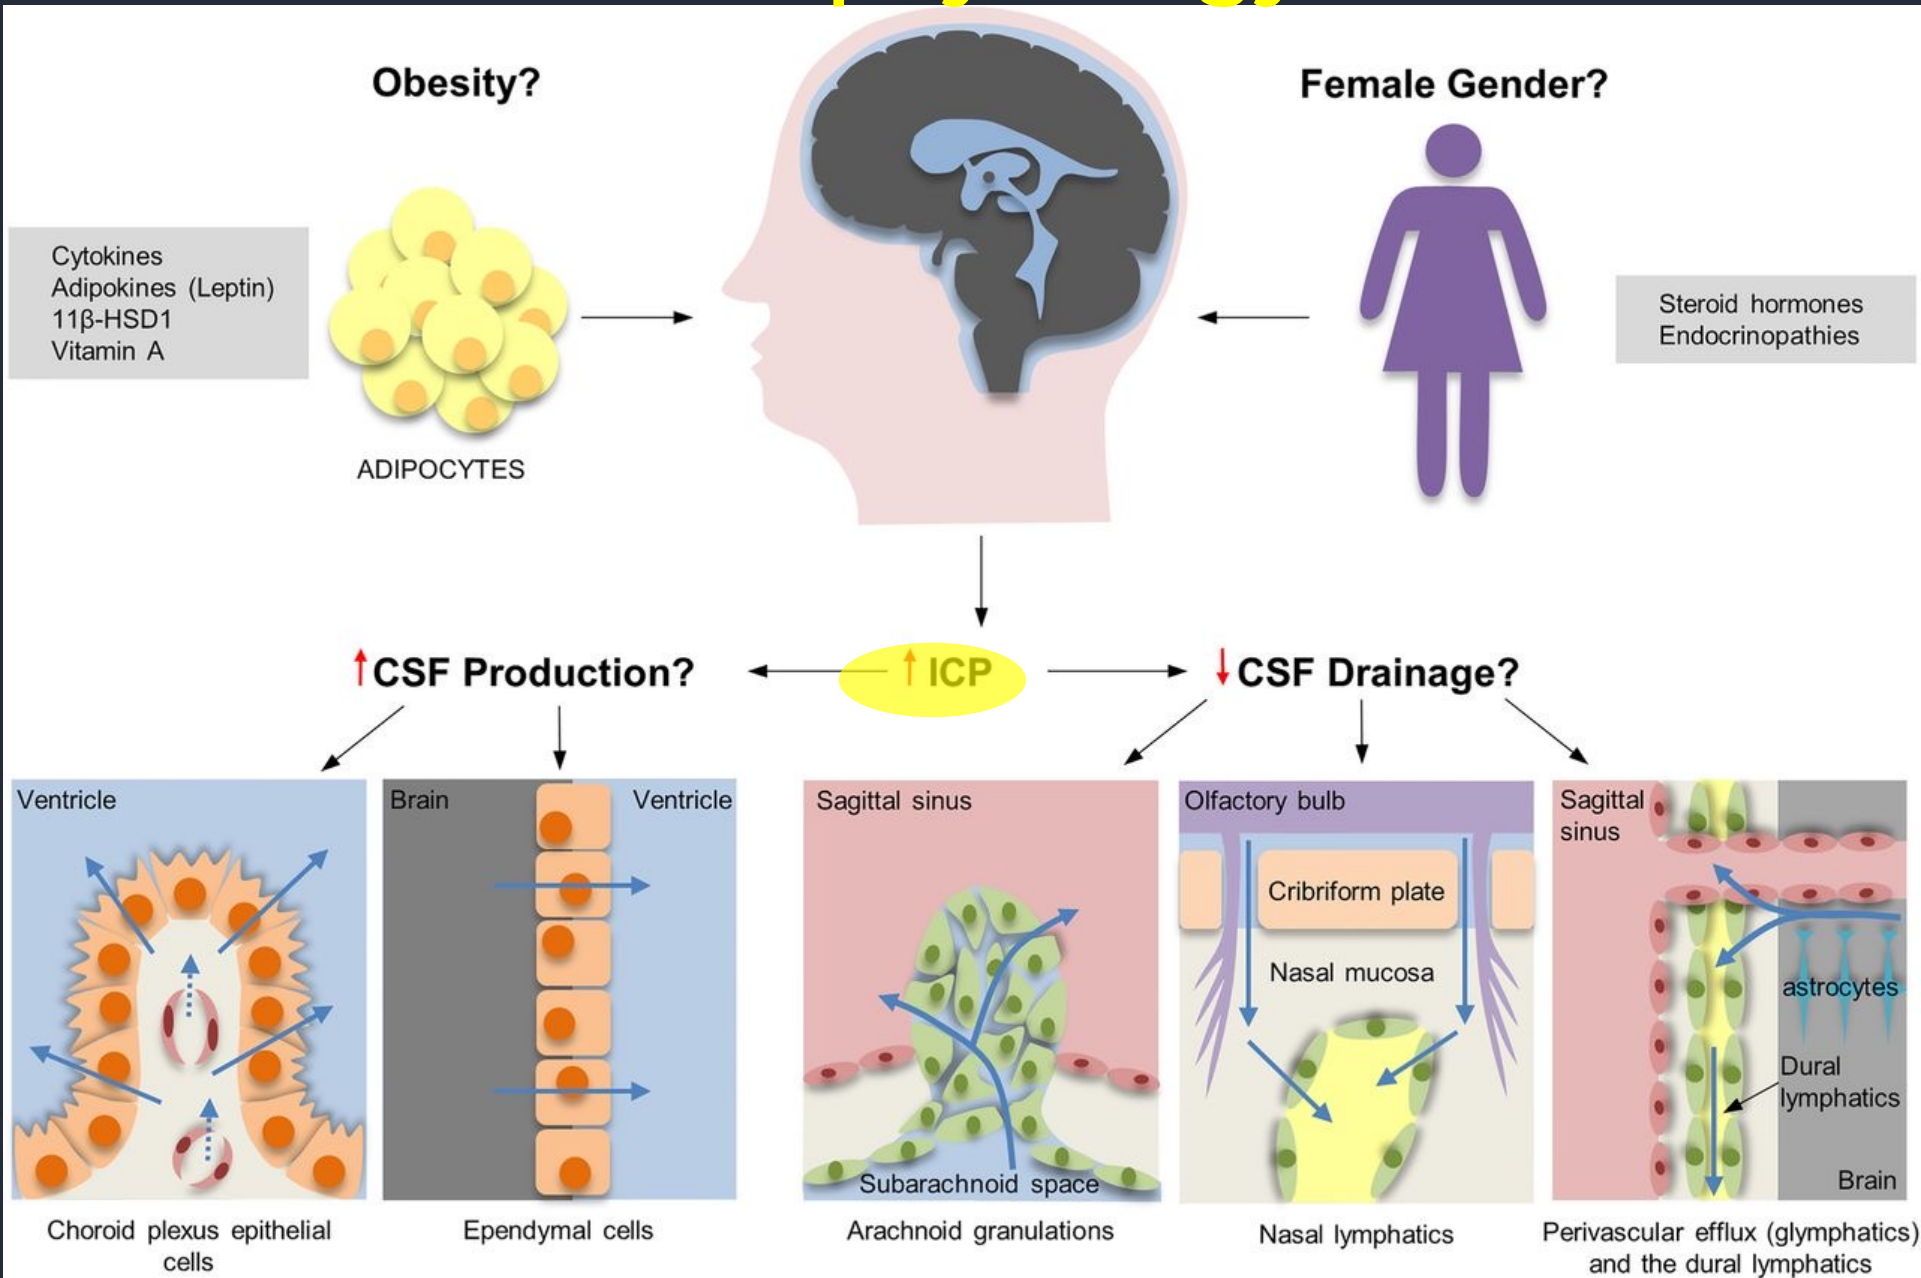 Obesity?
Female Gender?
Cytokines
Adipokines (Leptin)
11β-HSD1
Vitamin A
Steroid hormones
Endocrinopathies
ADIPOCYTES
↑CSF Production?
↑ ICP
↓CSF Drainage?
Ventricle
Brain
Ventricle
Sagittal sinus
Subarachnoid space
Olfactory bulb
Cribriform plate
Nasal mucosa
Sagittal
sinus
astrocytes
Dural
lymphatics
Brain
Choroid plexus epithelial
cells
Ependymal cells
Arachnoid granulations
Nasal lymphatics
Perivascular efflux (glymphatics)
and the dural lymphatics